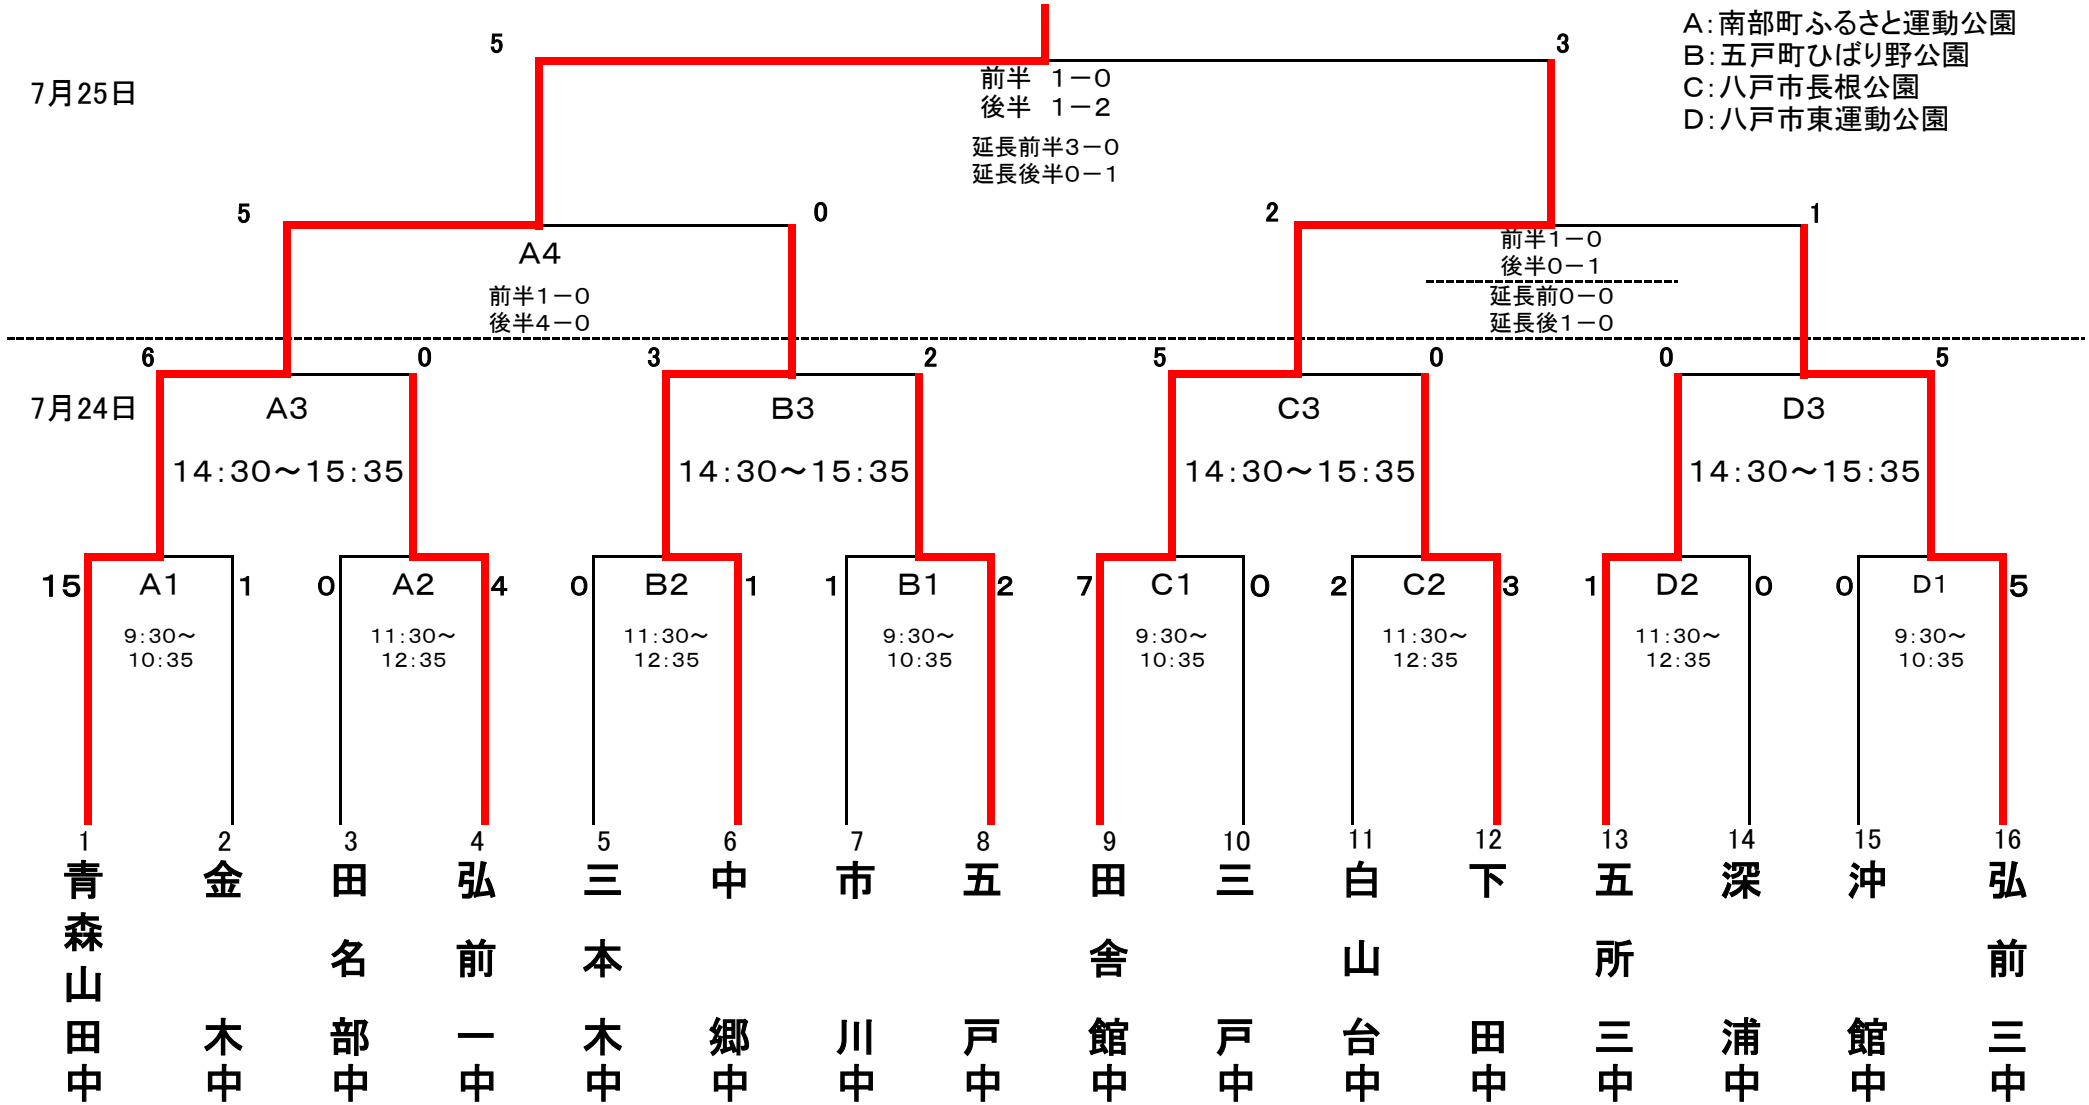 A:南部町ふるさと運動公園
B:五戸町ひばり野公園
C:八戸市長根公園
D:八戸市東運動公園
5
3
7月25日
前半 1-0
後半 1-2
延長前半3-0
延長後半0-1
5
0
2
1
A4
前半1-0
後半4-0
前半1-0
後半0-1
延長前0-0
延長後1-0
6
0
3
2
5
0
0
5
7月24日
A3
B3
C3
D3
14:30~15:35
14:30~15:35
14:30~15:35
14:30~15:35
15
A1
1
0
A2
4
0
B2
1
1
B1
2
7
C1
0
2
C2
3
1
D2
0
0
D1
5
9:30~
10:35
11:30~
12:35
11:30~
12:35
9:30~
10:35
9:30~
10:35
11:30~
12:35
11:30~
12:35
9:30~
10:35
1
2
3
4
5
6
7
8
9
10
11
12
13
14
15
16
青森山田中
金木中
田名部中
弘前一中
三本木中
中郷中
市川中
五戸中
田舎館中
三戸中
白山台中
下田中
五所三中
深浦中
沖館中
弘前三中